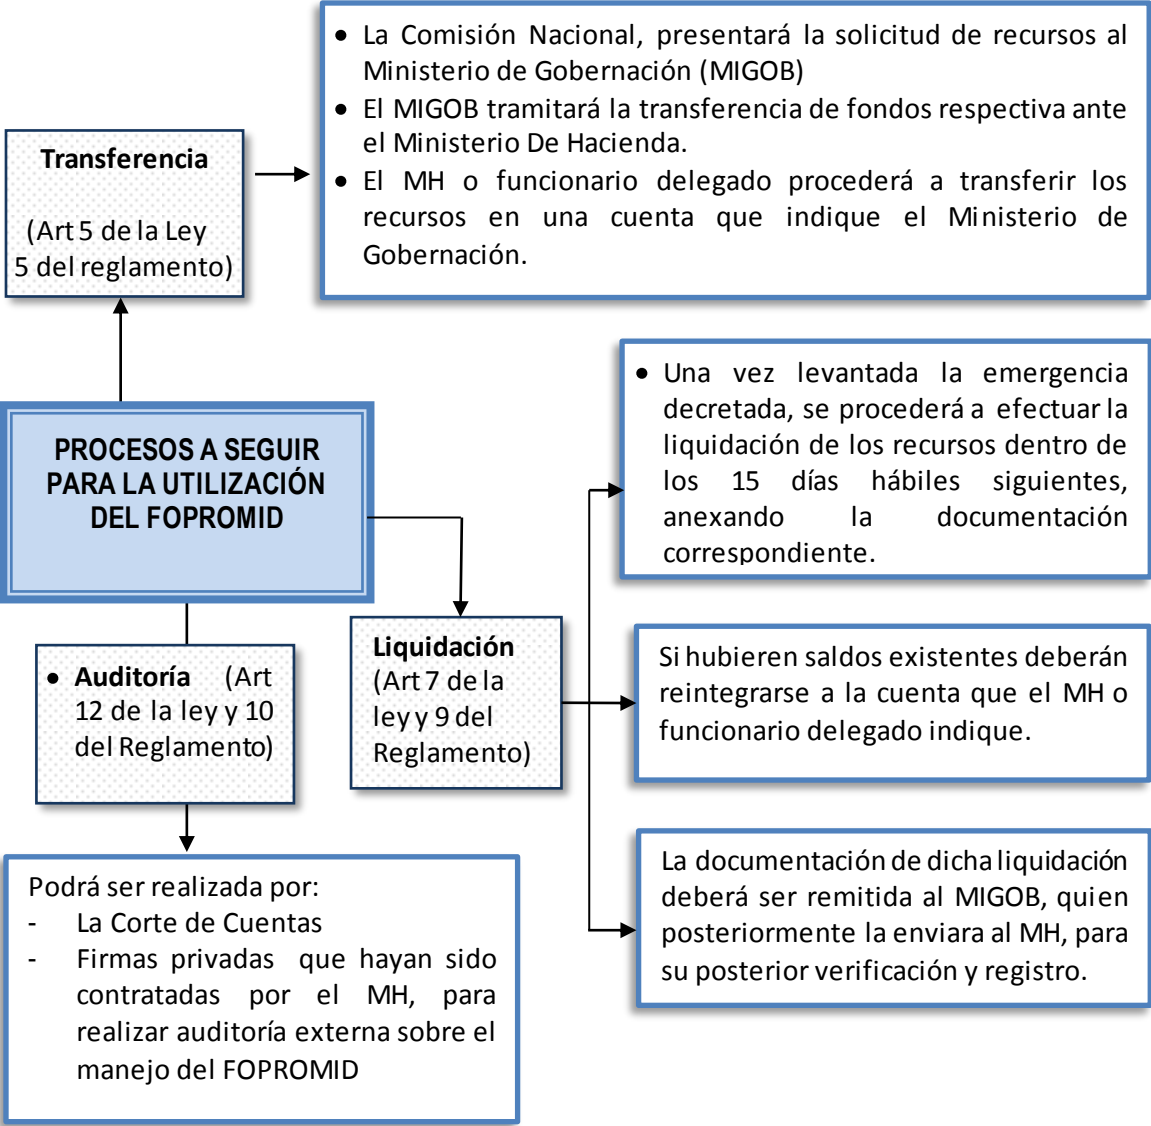 • La Comisión Nacional, presentará la solicitud de recursos al
Ministerio de Gobernación (MIGOB)
• El MIGOB tramitará la transferencia de fondos respectiva ante
el Ministerio De Hacienda.
• El MH o funcionario delegado procederá a transferir los
recursos en una cuenta que indique el Ministerio de
Gobernación.
Transferencia
(Art 5 de la Ley
5 del reglamento)
PROCESOS A SEGUIR
PARA LA UTILIZACIÓN
DEL FOPROMID
• Una vez levantada la emergencia
decretada, se procederá a efectuar la
liquidación de los recursos dentro de
los 15 días hábiles siguientes,
anexando la documentación
correspondiente.
Liquidación
(Art 7 de la
ley y 9 del
Reglamento)
Si hubieren saldos existentes deberán
reintegrarse a la cuenta que el MH o
funcionario delegado indique.
La documentación de dicha liquidación
deberá ser remitida al MIGOB, quien
posteriormente la enviara al MH, para
su posterior verificación y registro.
• Auditoría (Art
12 de la ley y 10
del Reglamento)
Podrá ser realizada por:
- La Corte de Cuentas
- Firmas privadas que hayan sido
contratadas por el MH, para
realizar auditoría externa sobre el
manejo del FOPROMID